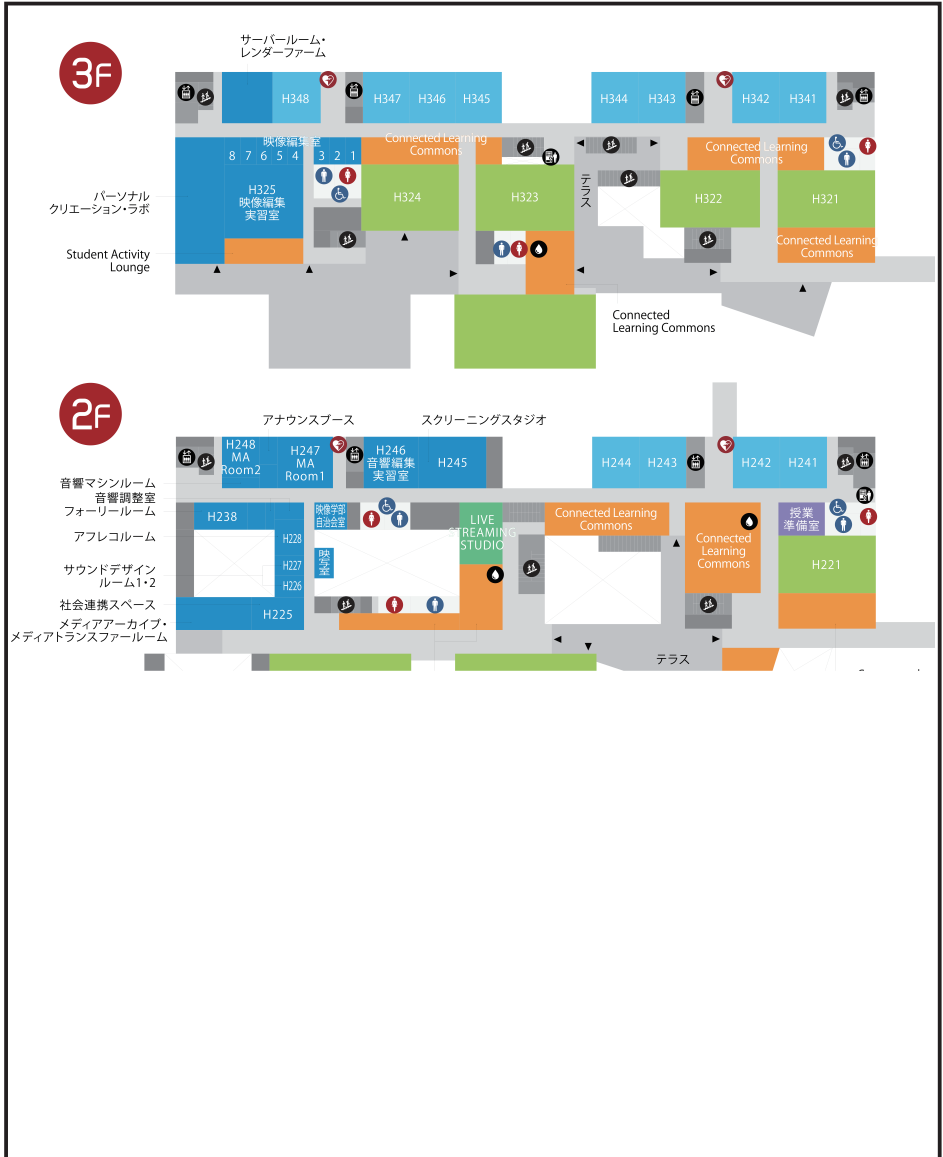 3F
サーバールーム・
レンダーファーム
H348
H347
H346
H345
H344
H343
H342
H341
映像編集室
8 7 6 5 4 3 2 1
Connected Learning
Commons
Connected Learning
Commons
H325
映像編集
実習室
H324
H323
テラス
H322
H321
パーソナル
クリエーション・ラボ
Student Activity
Lounge
Connected Learning
Commons
Connected
Learning Commons
2F
アナウンスブース
スクリーニングスタジオ
H248
MA
Room2
H247
MA
Room1
H246
音響編集
実習室
H245
H244
H243
H242
H241
音響マシンルーム
音響調整室
フォーリールーム
アフレコルーム
サウンドデザイン
ルーム1・2
社会連携スペース
メディアアーカイブ・
メディアトランスファールーム
H238
H228
H227
H226
H225
映像学部
自治会室
映写室
LIVE
STREAMING
STUDIO
Connected Learning
Commons
Connected
Learning
Commons
授業
準備室
H221
テラス